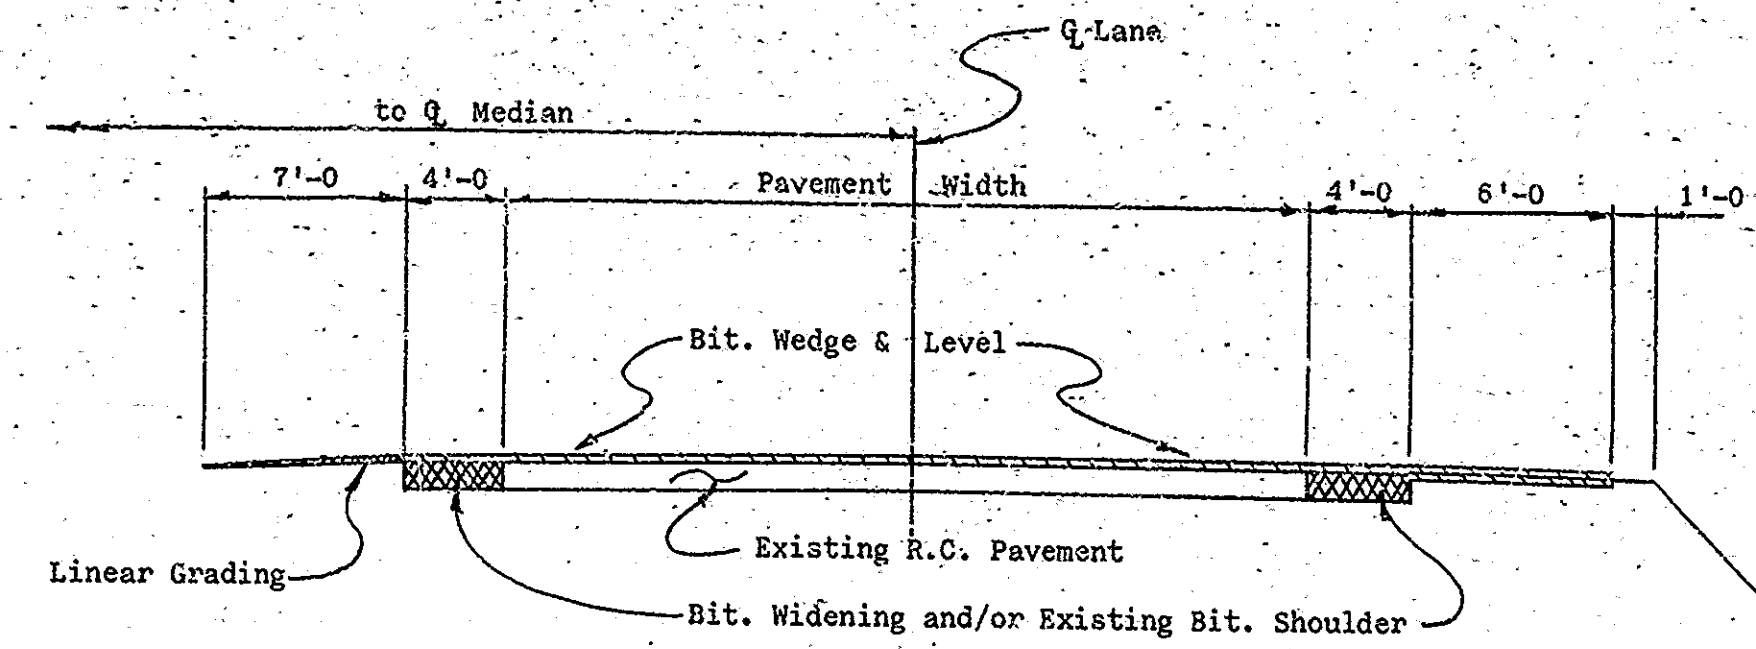 ℄ Lane
to ℄ Median
7'-0 4'-0 Pavement Width 4'-0 6'-0 1'-0
Bit. Wedge & Level
Existing R.C. Pavement
Linear Grading
Bit. Widening and/or Existing Bit. Shoulder